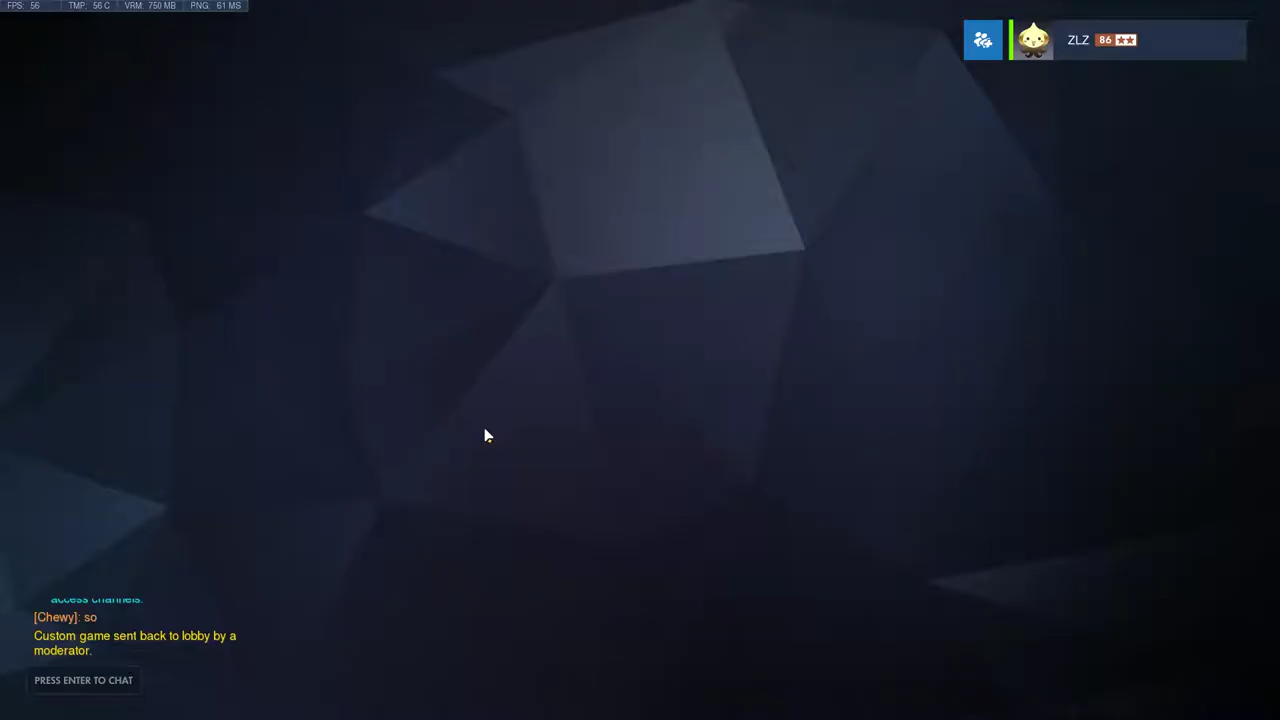 FPS: 56 TMP: 56 C VRM: 750 MB PNG: 61 MS
ZLZ 86
access channels.
[Chewy]: so
Custom game sent back to lobby by a
moderator.
PRESS ENTER TO CHAT